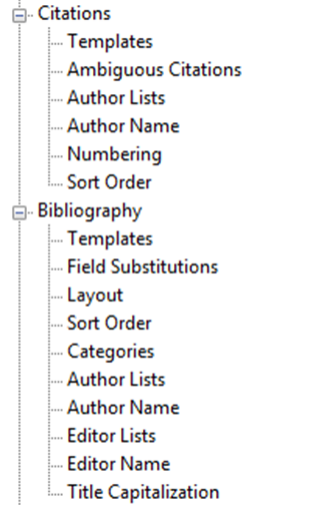 Citations
Templates
Ambiguous Citations
Author Lists
Author Name
Numbering
Sort Order
Bibliography
Templates
Field Substitutions
Layout
Sort Order
Categories
Author Lists
Author Name
Editor Lists
Editor Name
Title Capitalization